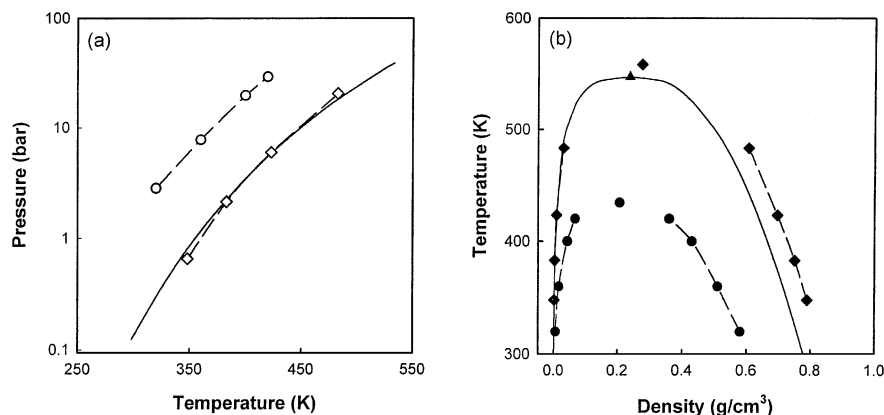 (a)
100
10
1
0.1
Pressure (bar)
250 350 450 550
Temperature (K)
(b)
600
500
400
300
Temperature (K)
0.0 0.2 0.4 0.6 0.8 1.0
Density (g/cm³)